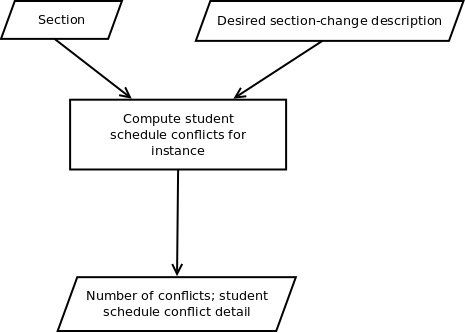 Section
Desired section-change description
Compute student
schedule conflicts for
instance
Number of conflicts; student
schedule conflict detail